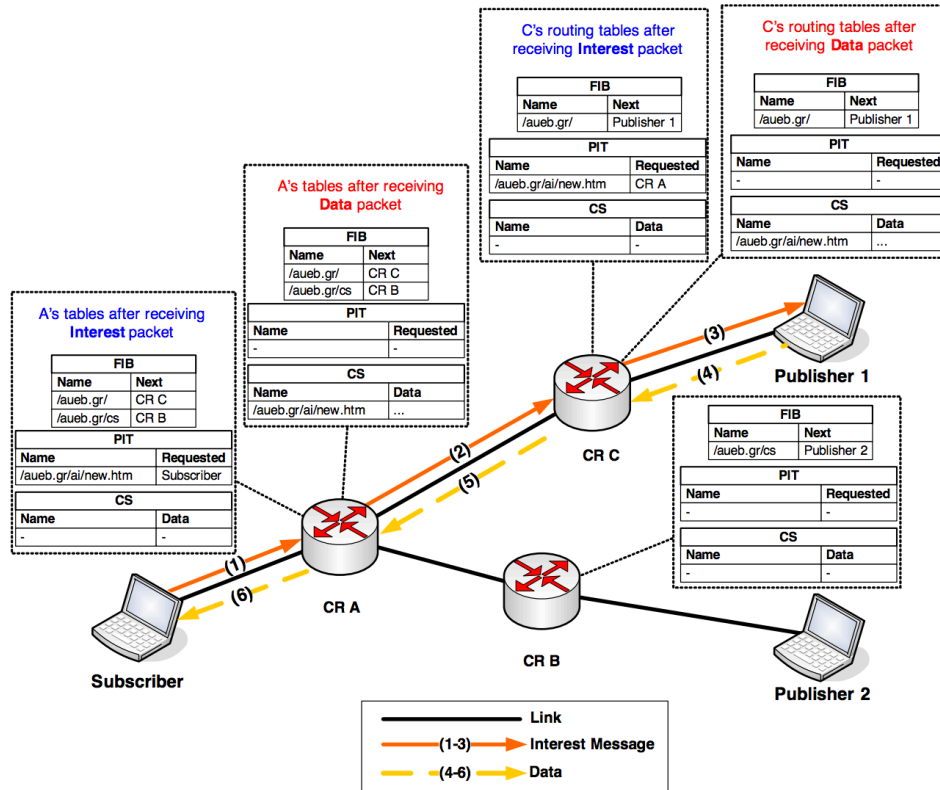 C's routing tables after
receiving Interest packet
FIB
Name Next
/aueb.gr/ Publisher 1
PIT
Name Requested
/aueb.gr/ai/new.htm CR A
CS
Name Data
- -
C's routing tables after
receiving Data packet
FIB
Name Next
/aueb.gr/ Publisher 1
PIT
Name Requested
- -
CS
Name Data
/aueb.gr/ai/new.htm ...
A's tables after receiving
Data packet
FIB
Name Next
/aueb.gr/ CR C
/aueb.gr/cs CR B
PIT
Name Requested
- -
CS
Name Data
/aueb.gr/ai/new.htm ...
A's tables after receiving
Interest packet
FIB
Name Next
/aueb.gr/ CR C
/aueb.gr/cs CR B
PIT
Name Requested
/aueb.gr/ai/new.htm Subscriber
CS
Name Data
- -
(3)
(4)
Publisher 1
CR C
(2)
(5)
FIB
Name Next
/aueb.gr/cs Publisher 2
PIT
Name Requested
- -
CS
Name Data
- -
(1)
(6)
CR A
Subscriber
CR B
Publisher 2
Link
(1-3) Interest Message
(4-6) Data